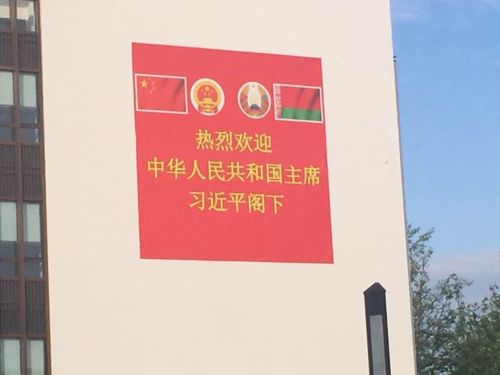 热烈欢迎
中华人民共和国主席
习近平阁下